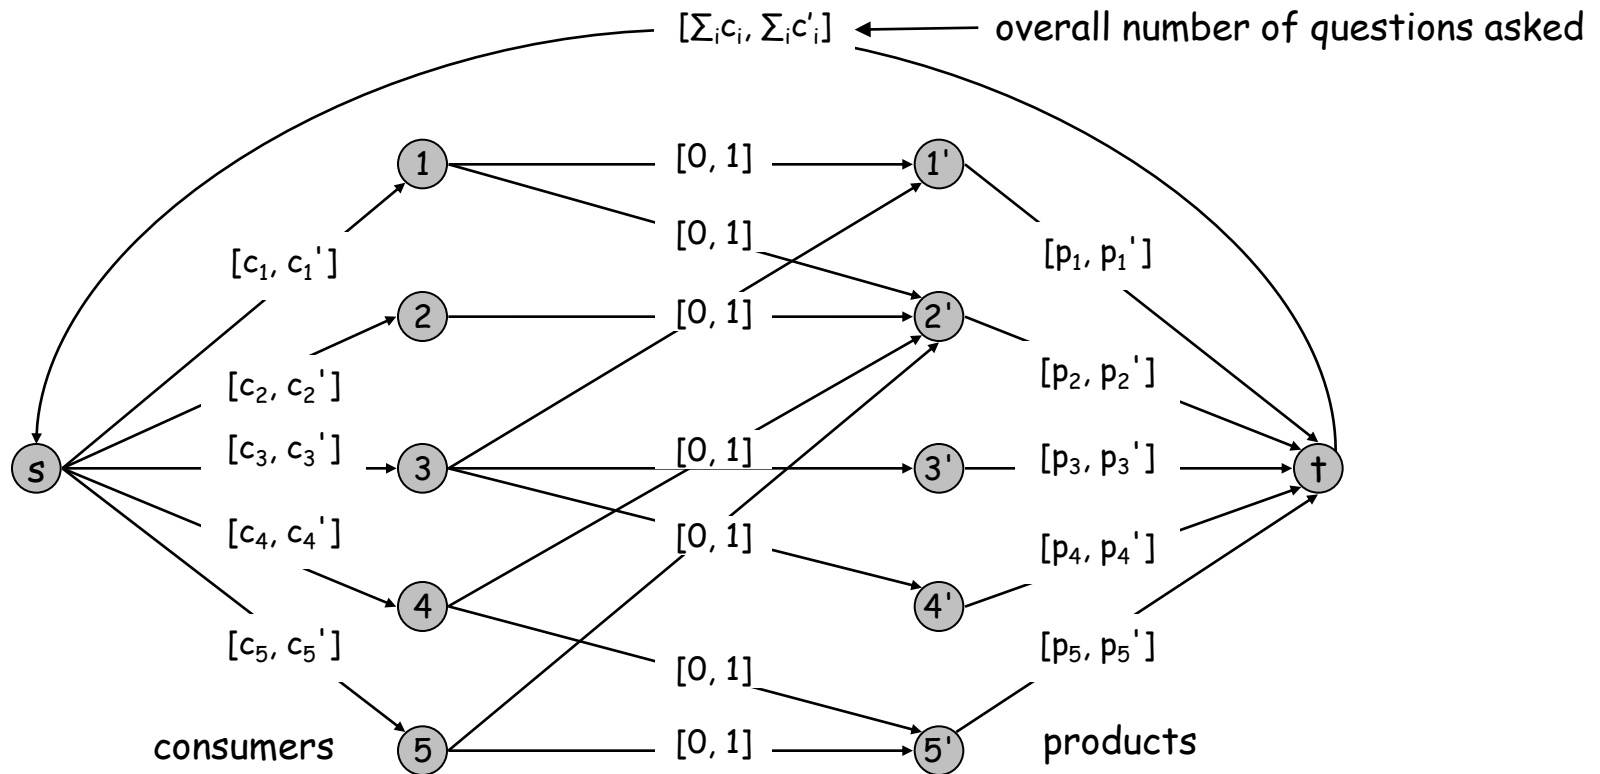 [∑ᵢcᵢ, ∑ᵢc'ᵢ] overall number of questions asked
1 [0, 1] 1'
[0, 1]
[c₁, c₁'] [p₁, p₁']
2 [0, 1] 2'
[c₂, c₂'] [p₂, p₂']
[c₃, c₃'] [0, 1] [p₃, p₃']
s 3 3' t
[c₄, c₄'] [0, 1] [p₄, p₄']
4 4'
[c₅, c₅'] [p₅, p₅']
[0, 1]
consumers 5 [0, 1] 5' products